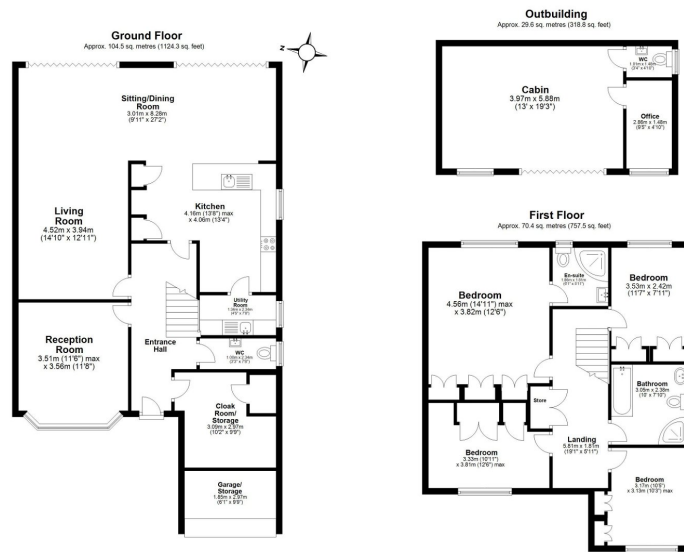 Ground Floor
Approx. 104.5 sq. metres (1124.3 sq. feet)
N
Sitting/Dining
Room
3.01m x 8.28m
(9'11" x 27'2")
Kitchen
4.16m (13'8") max
x 4.06m (13'4")
Living
Room
4.52m x 3.94m
(14'10" x 12'11")
Utility
Room
Reception
Room
3.51m (11'6") max
x 3.56m (11'8")
Entrance
Hall
WC
Cloak
Room/
Storage
3.09m x 2.97m
(10'2" x 9'9")
Garage/
Storage
1.85m x 2.97m
(6'1" x 9'9")
Outbuilding
Approx. 29.6 sq. metres (318.8 sq. feet)
WC
Cabin
3.97m x 5.88m
(13' x 19'3")
Office
2.86m x 1.48m
(9'5" x 4'10")
First Floor
Approx. 70.4 sq. metres (757.5 sq. feet)
En-suite
Bedroom
4.56m (14'11") max
x 3.82m (12'6")
Bedroom
3.53m x 2.42m
(11'7" x 7'11")
Bathroom
3.05m x 2.38m
(10' x 7'10")
Store
Landing
5.81m x 1.81m
(19'1" x 5'11")
Bedroom
3.33m (10'11")
x 3.81m (12'6") max
Bedroom
3.17m (10'5")
x 3.13m (10'3") max